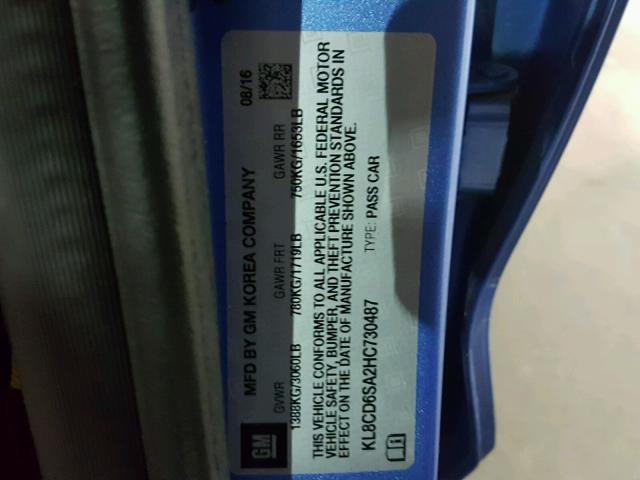 GM
MFD BY GM KOREA COMPANY 08/16
GVWR GAWR FRT GAWR RR
1388KG/3060LB 780KG/1719LB 750KG/1653LB
THIS VEHICLE CONFORMS TO ALL APPLICABLE U.S. FEDERAL MOTOR
VEHICLE SAFETY, BUMPER, AND THEFT PREVENTION STANDARDS IN
EFFECT ON THE DATE OF MANUFACTURE SHOWN ABOVE.
KL8CD6SA2HC730487 TYPE: PASS CAR